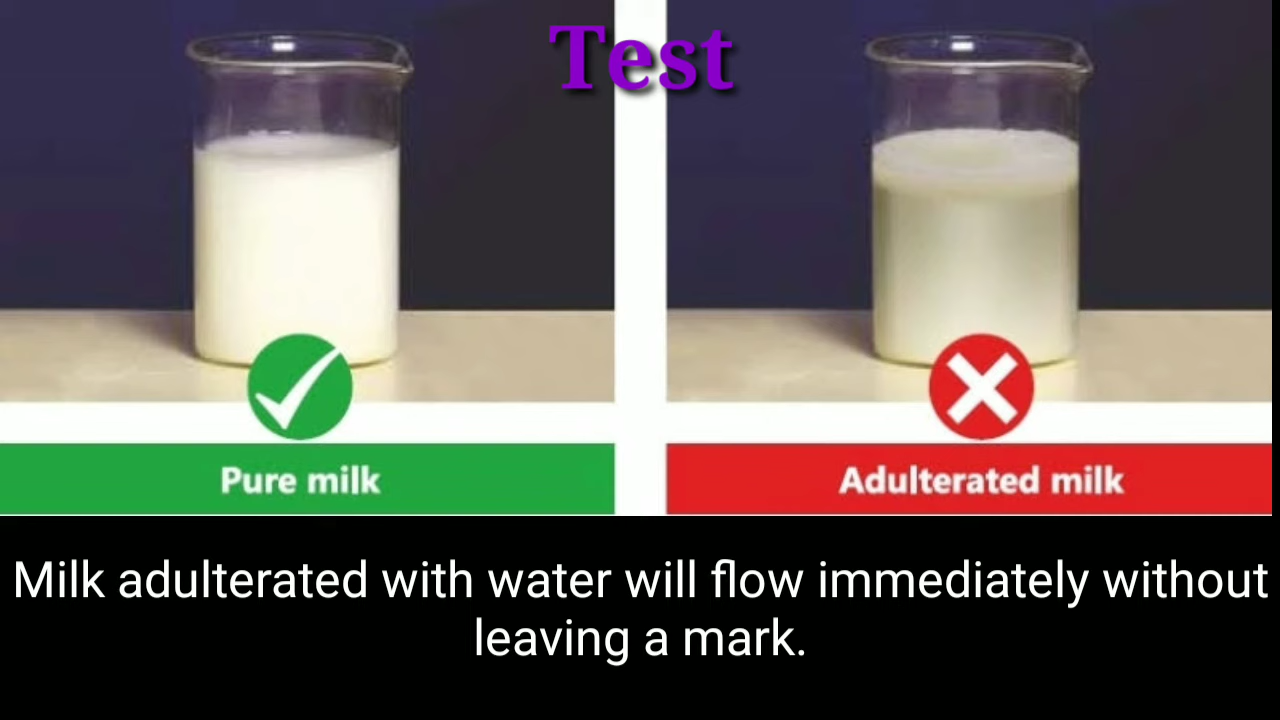 Test
Pure milk
Adulterated milk
Milk adulterated with water will flow immediately without
leaving a mark.